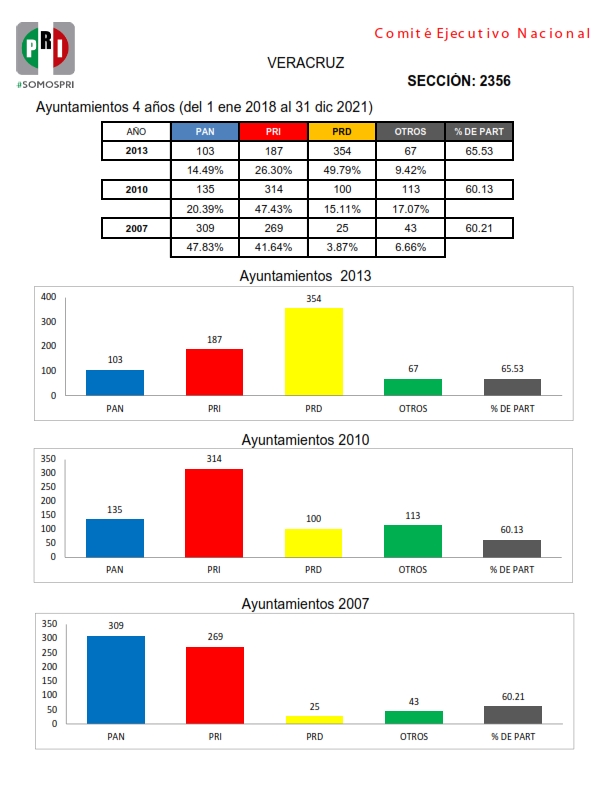 Comité Ejecutivo Nacional
PRI
#SOMOSPRI
VERACRUZ
SECCIÓN: 2356
Ayuntamientos 4 años (del 1 ene 2018 al 31 dic 2021)
AÑO PAN PRI PRD OTROS % DE PART
2013 103 187 354 67 65.53
14.49% 26.30% 49.79% 9.42%
2010 135 314 100 113 60.13
20.39% 47.43% 15.11% 17.07%
2007 309 269 25 43 60.21
47.83% 41.64% 3.87% 6.66%
Ayuntamientos 2013
400
300
200
100
0
103 187 354 67 65.53
PAN PRI PRD OTROS % DE PART
Ayuntamientos 2010
350
300
250
200
150
100
50
0
135 314 100 113 60.13
PAN PRI PRD OTROS % DE PART
Ayuntamientos 2007
350
300
250
200
150
100
50
0
309 269 25 43 60.21
PAN PRI PRD OTROS % DE PART